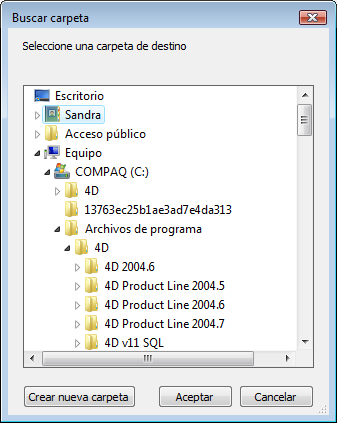 Buscar carpeta
Seleccione una carpeta de destino
Escritorio
Sandra
Acceso público
Equipo
COMPAQ (C:)
4D
13763ec25b1ae3ad7e4da313
Archivos de programa
4D
4D 2004.6
4D Product Line 2004.5
4D Product Line 2004.6
4D Product Line 2004.7
4D v11 SQL
Crear nueva carpeta
Aceptar
Cancelar